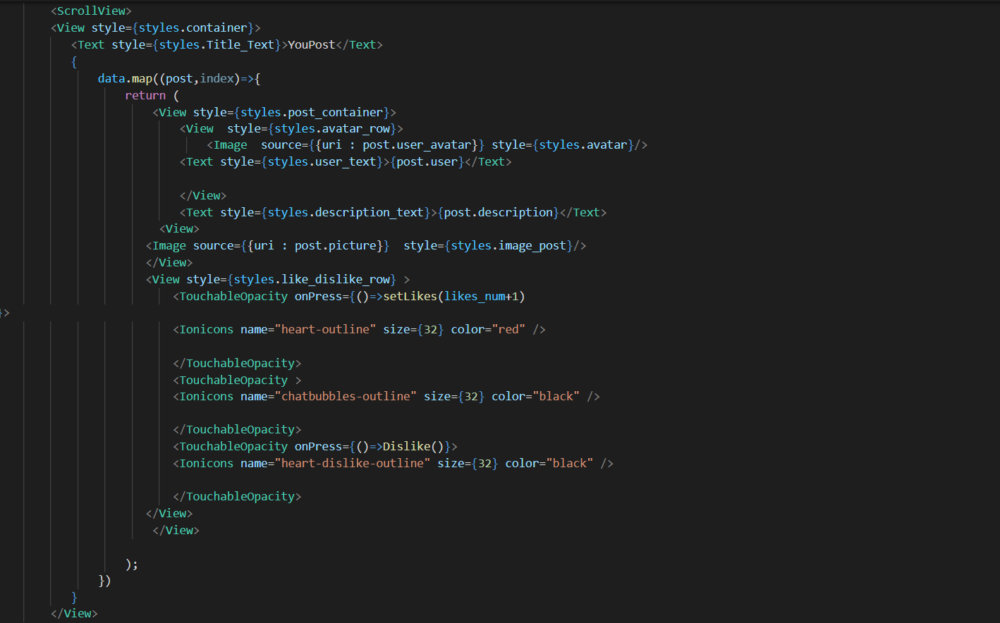 <ScrollView>
<View style={styles.container}>
<Text style={styles.Title_Text}>YouPost</Text>
{
data.map((post,index)=>{
return (
<View style={styles.post_container}>
<View  style={styles.avatar_row}>
<Image  source={{uri : post.user_avatar}} style={styles.avatar}/>
<Text style={styles.user_text}>{post.user}</Text>
</View>
<Text style={styles.description_text}>{post.description}</Text>
<View>
<Image source={{uri : post.picture}}  style={styles.image_post}/>
</View>
<View style={styles.like_dislike_row} >
<TouchableOpacity onPress={()=>setLikes(likes_num+1)
}>
<Ionicons name="heart-outline" size={32} color="red" />
</TouchableOpacity>
<TouchableOpacity >
<Ionicons name="chatbubbles-outline" size={32} color="black" />
</TouchableOpacity>
<TouchableOpacity onPress={()=>Dislike()}>
<Ionicons name="heart-dislike-outline" size={32} color="black" />
</TouchableOpacity>
</View>
</View>
);
})
}
</View>